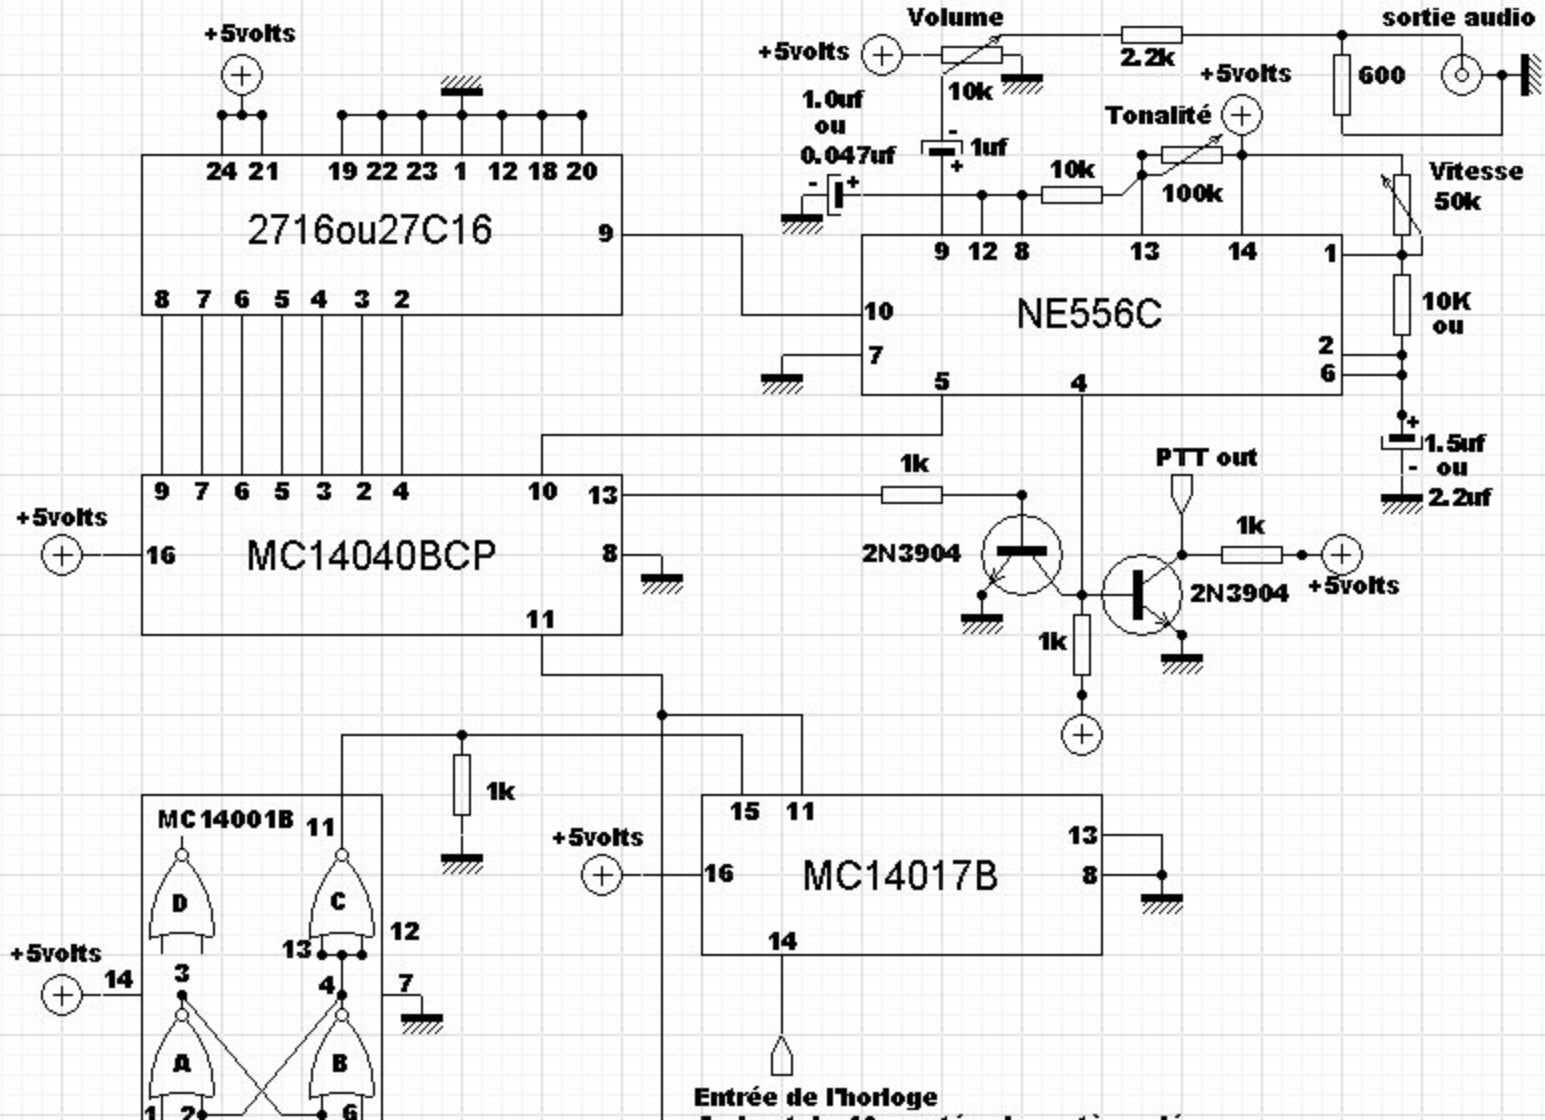 Volume
sortie audio
+5volts
+5volts
2.2k
+5volts
600
10k
1.0uf
ou
0.047uf
Tonalité
- 1uf +
- +
10k
100k
Vitesse
50k
24 21 19 22 23 1 12 18 20
2716ou27C16
9
8 7 6 5 4 3 2
9 12 8 13 14
1
NE556C
10
7
2
6
5 4
10K
ou
+
1.5uf
- ou
2.2uf
PTT out
1k
9 7 6 5 3 2 4 10 13
+5volts
16
MC14040BCP
8
11
2N3904
1k
2N3904
+5volts
1k
1k
+5volts
15 11
16
MC14017B
13
8
14
MC14001B
11
D
C
13
12
+5volts
14
3
4
7
A
B
1 2 6
Entrée de l'horloge